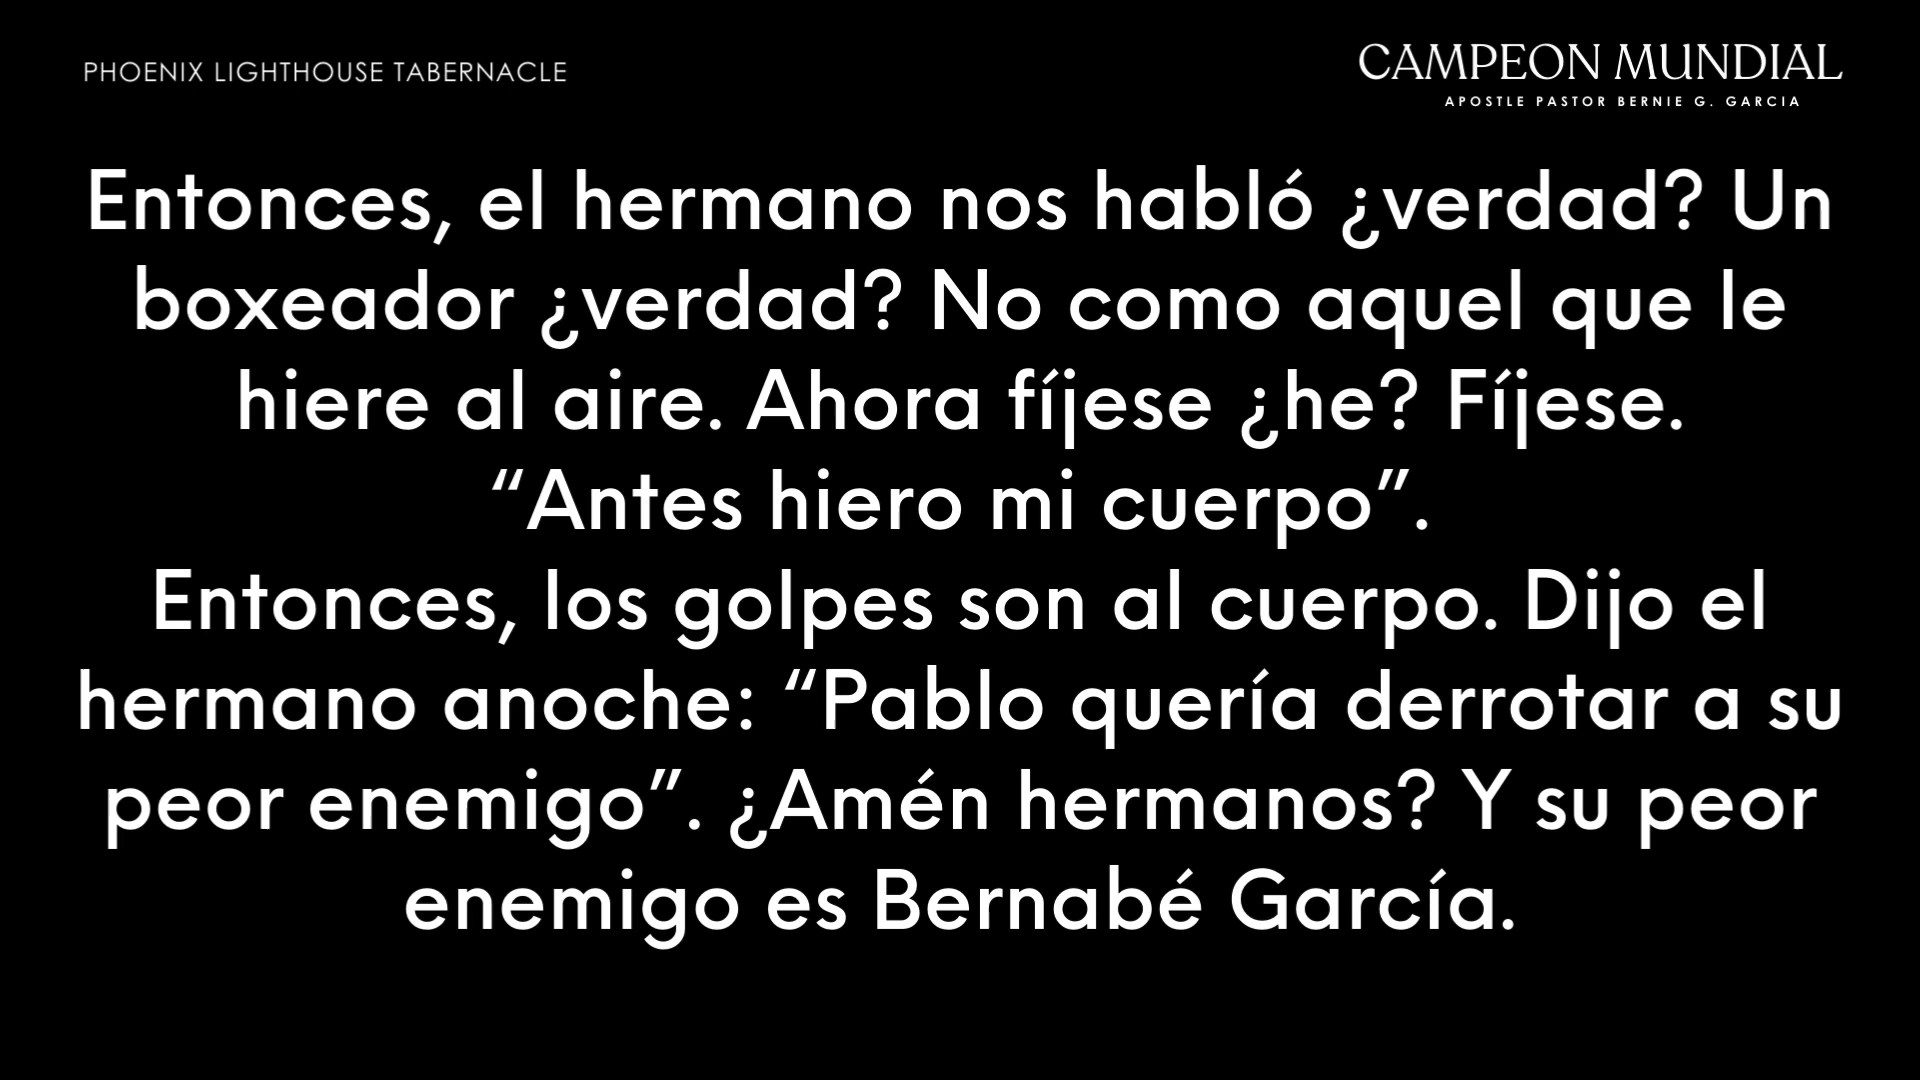 PHOENIX LIGHTHOUSE TABERNACLE
CAMPEON MUNDIAL
APOSTLE PASTOR BERNIE G. GARCIA
Entonces, el hermano nos habló ¿verdad? Un
boxeador ¿verdad? No como aquel que le
hiere al aire. Ahora fíjese ¿he? Fíjese.
“Antes hiero mi cuerpo”.
Entonces, los golpes son al cuerpo. Dijo el
hermano anoche: “Pablo quería derrotar a su
peor enemigo”. ¿Amén hermanos? Y su peor
enemigo es Bernabé García.